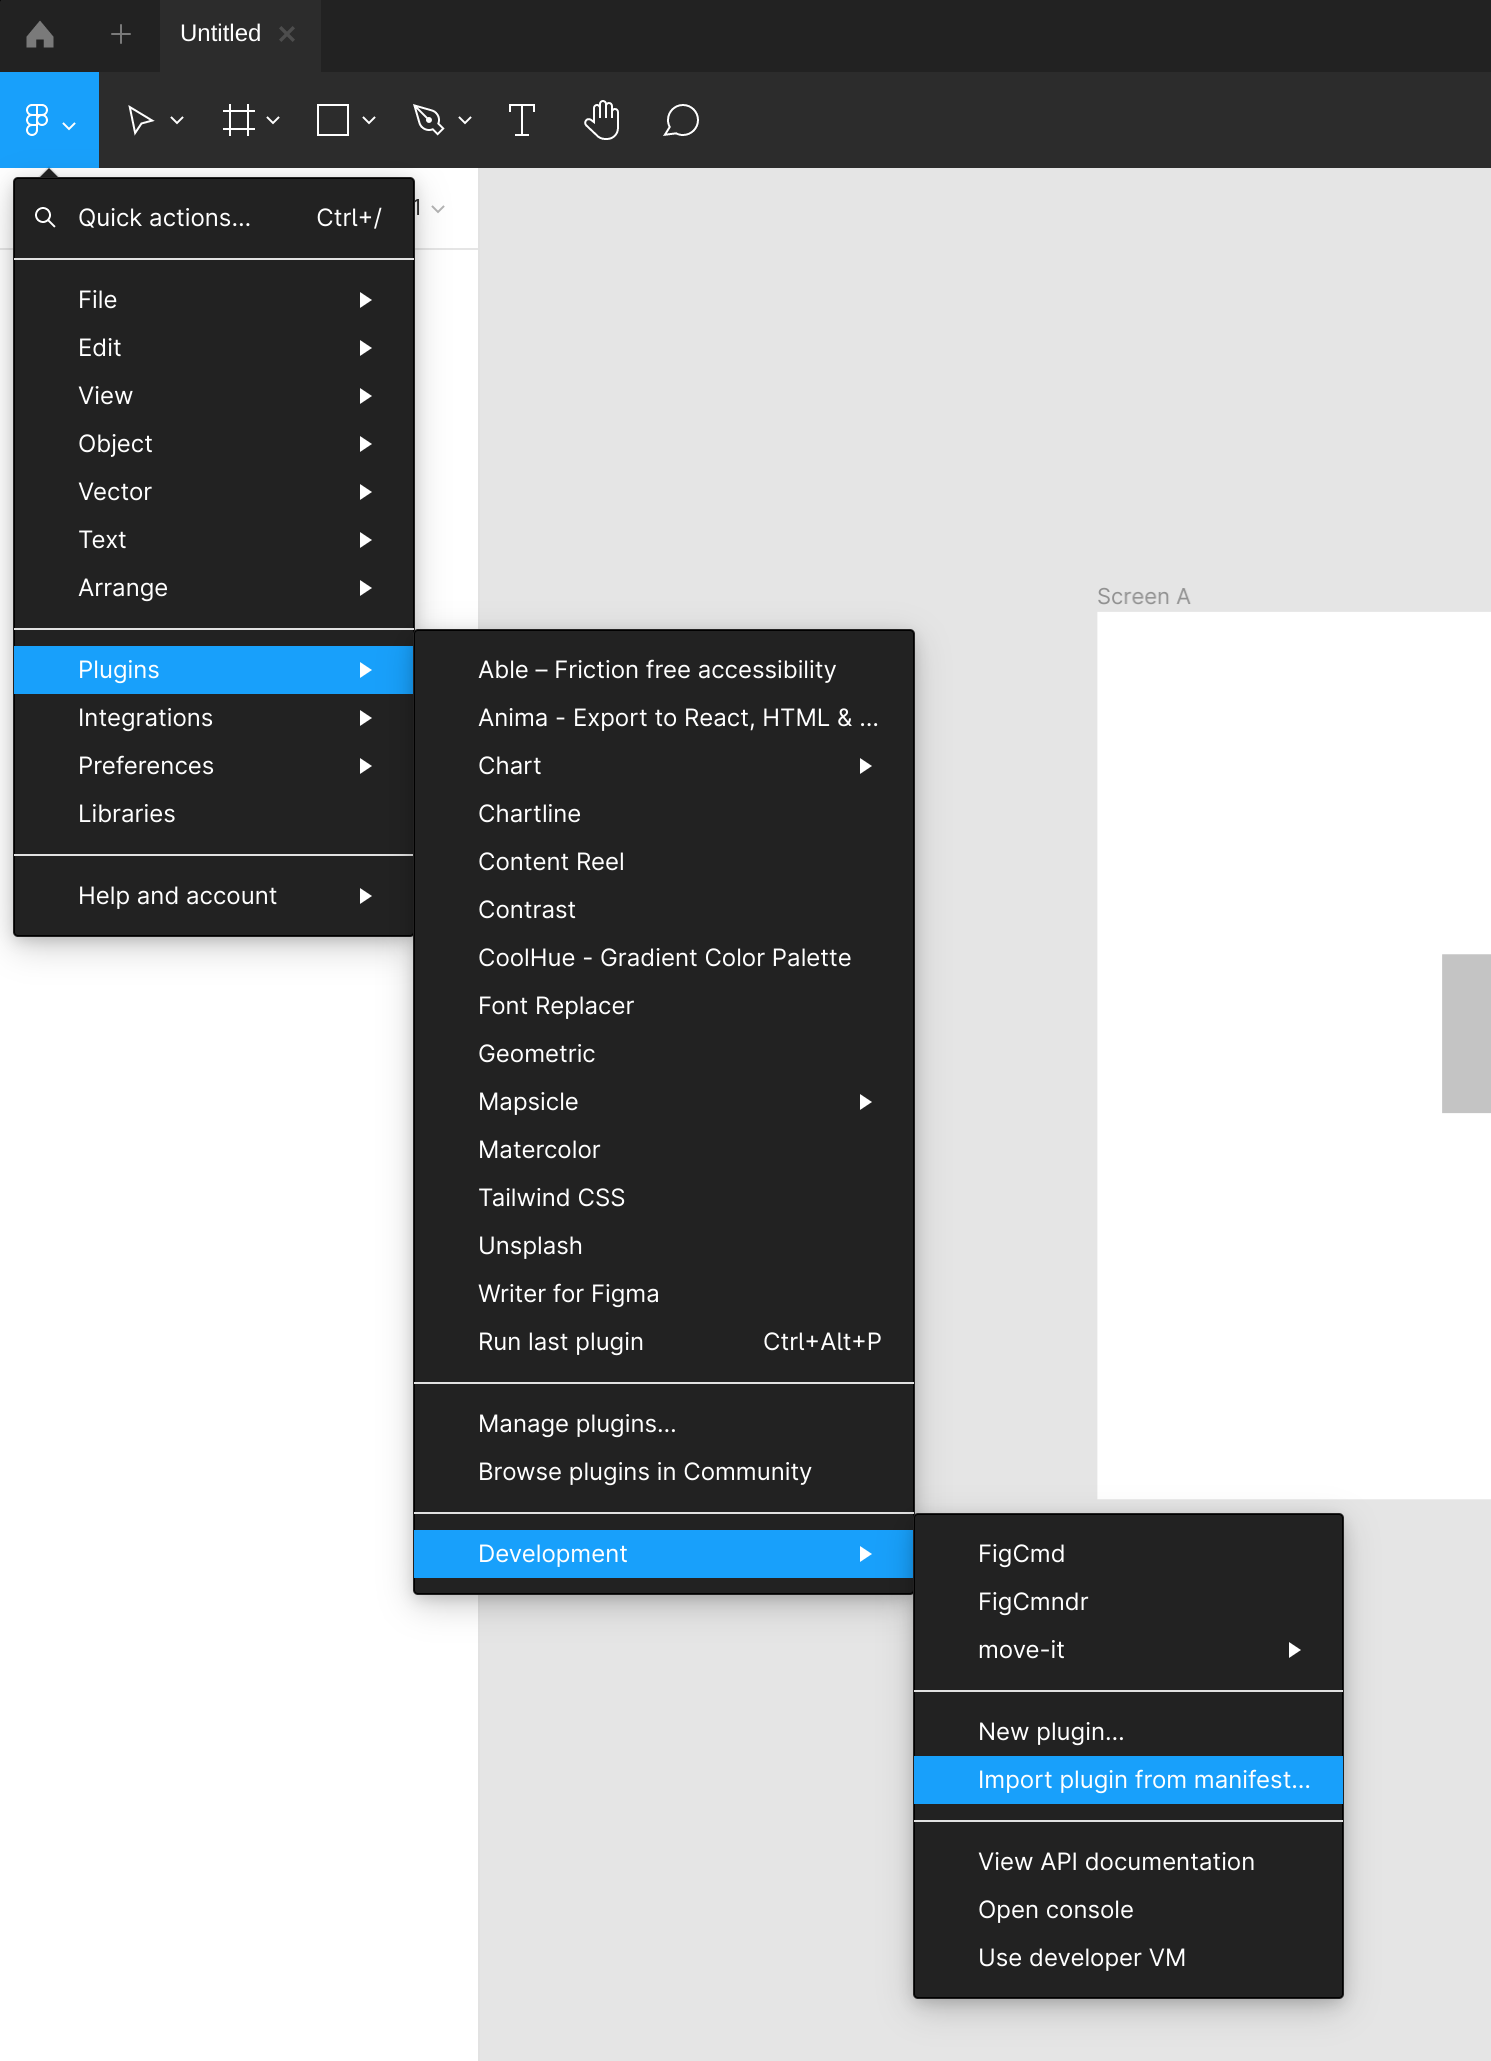 Untitled
Quick actions... Ctrl+/
1
File
Edit
View
Object
Vector
Text
Arrange
Plugins
Integrations
Preferences
Libraries
Help and account
Able – Friction free accessibility
Anima - Export to React, HTML & ...
Chart
Chartline
Content Reel
Contrast
CoolHue - Gradient Color Palette
Font Replacer
Geometric
Mapsicle
Matercolor
Tailwind CSS
Unsplash
Writer for Figma
Run last plugin Ctrl+Alt+P
Manage plugins...
Browse plugins in Community
Development
FigCmd
FigCmndr
move-it
New plugin...
Import plugin from manifest...
View API documentation
Open console
Use developer VM
Screen A